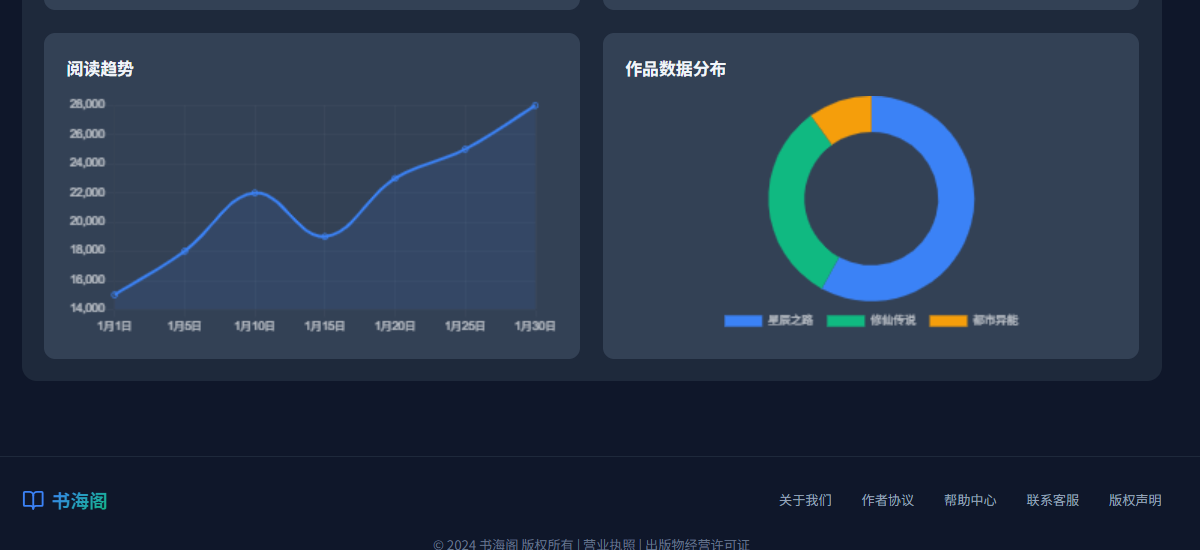 阅读趋势
28,000
26,000
24,000
22,000
20,000
18,000
16,000
14,000
1月1日 1月5日 1月10日 1月15日 1月20日 1月25日 1月30日
作品数据分布
星辰之路 修仙传说 都市异能
书海阁
关于我们 作者协议 帮助中心 联系客服 版权声明
© 2024 书海阁 版权所有 | 营业执照 | 出版物经营许可证